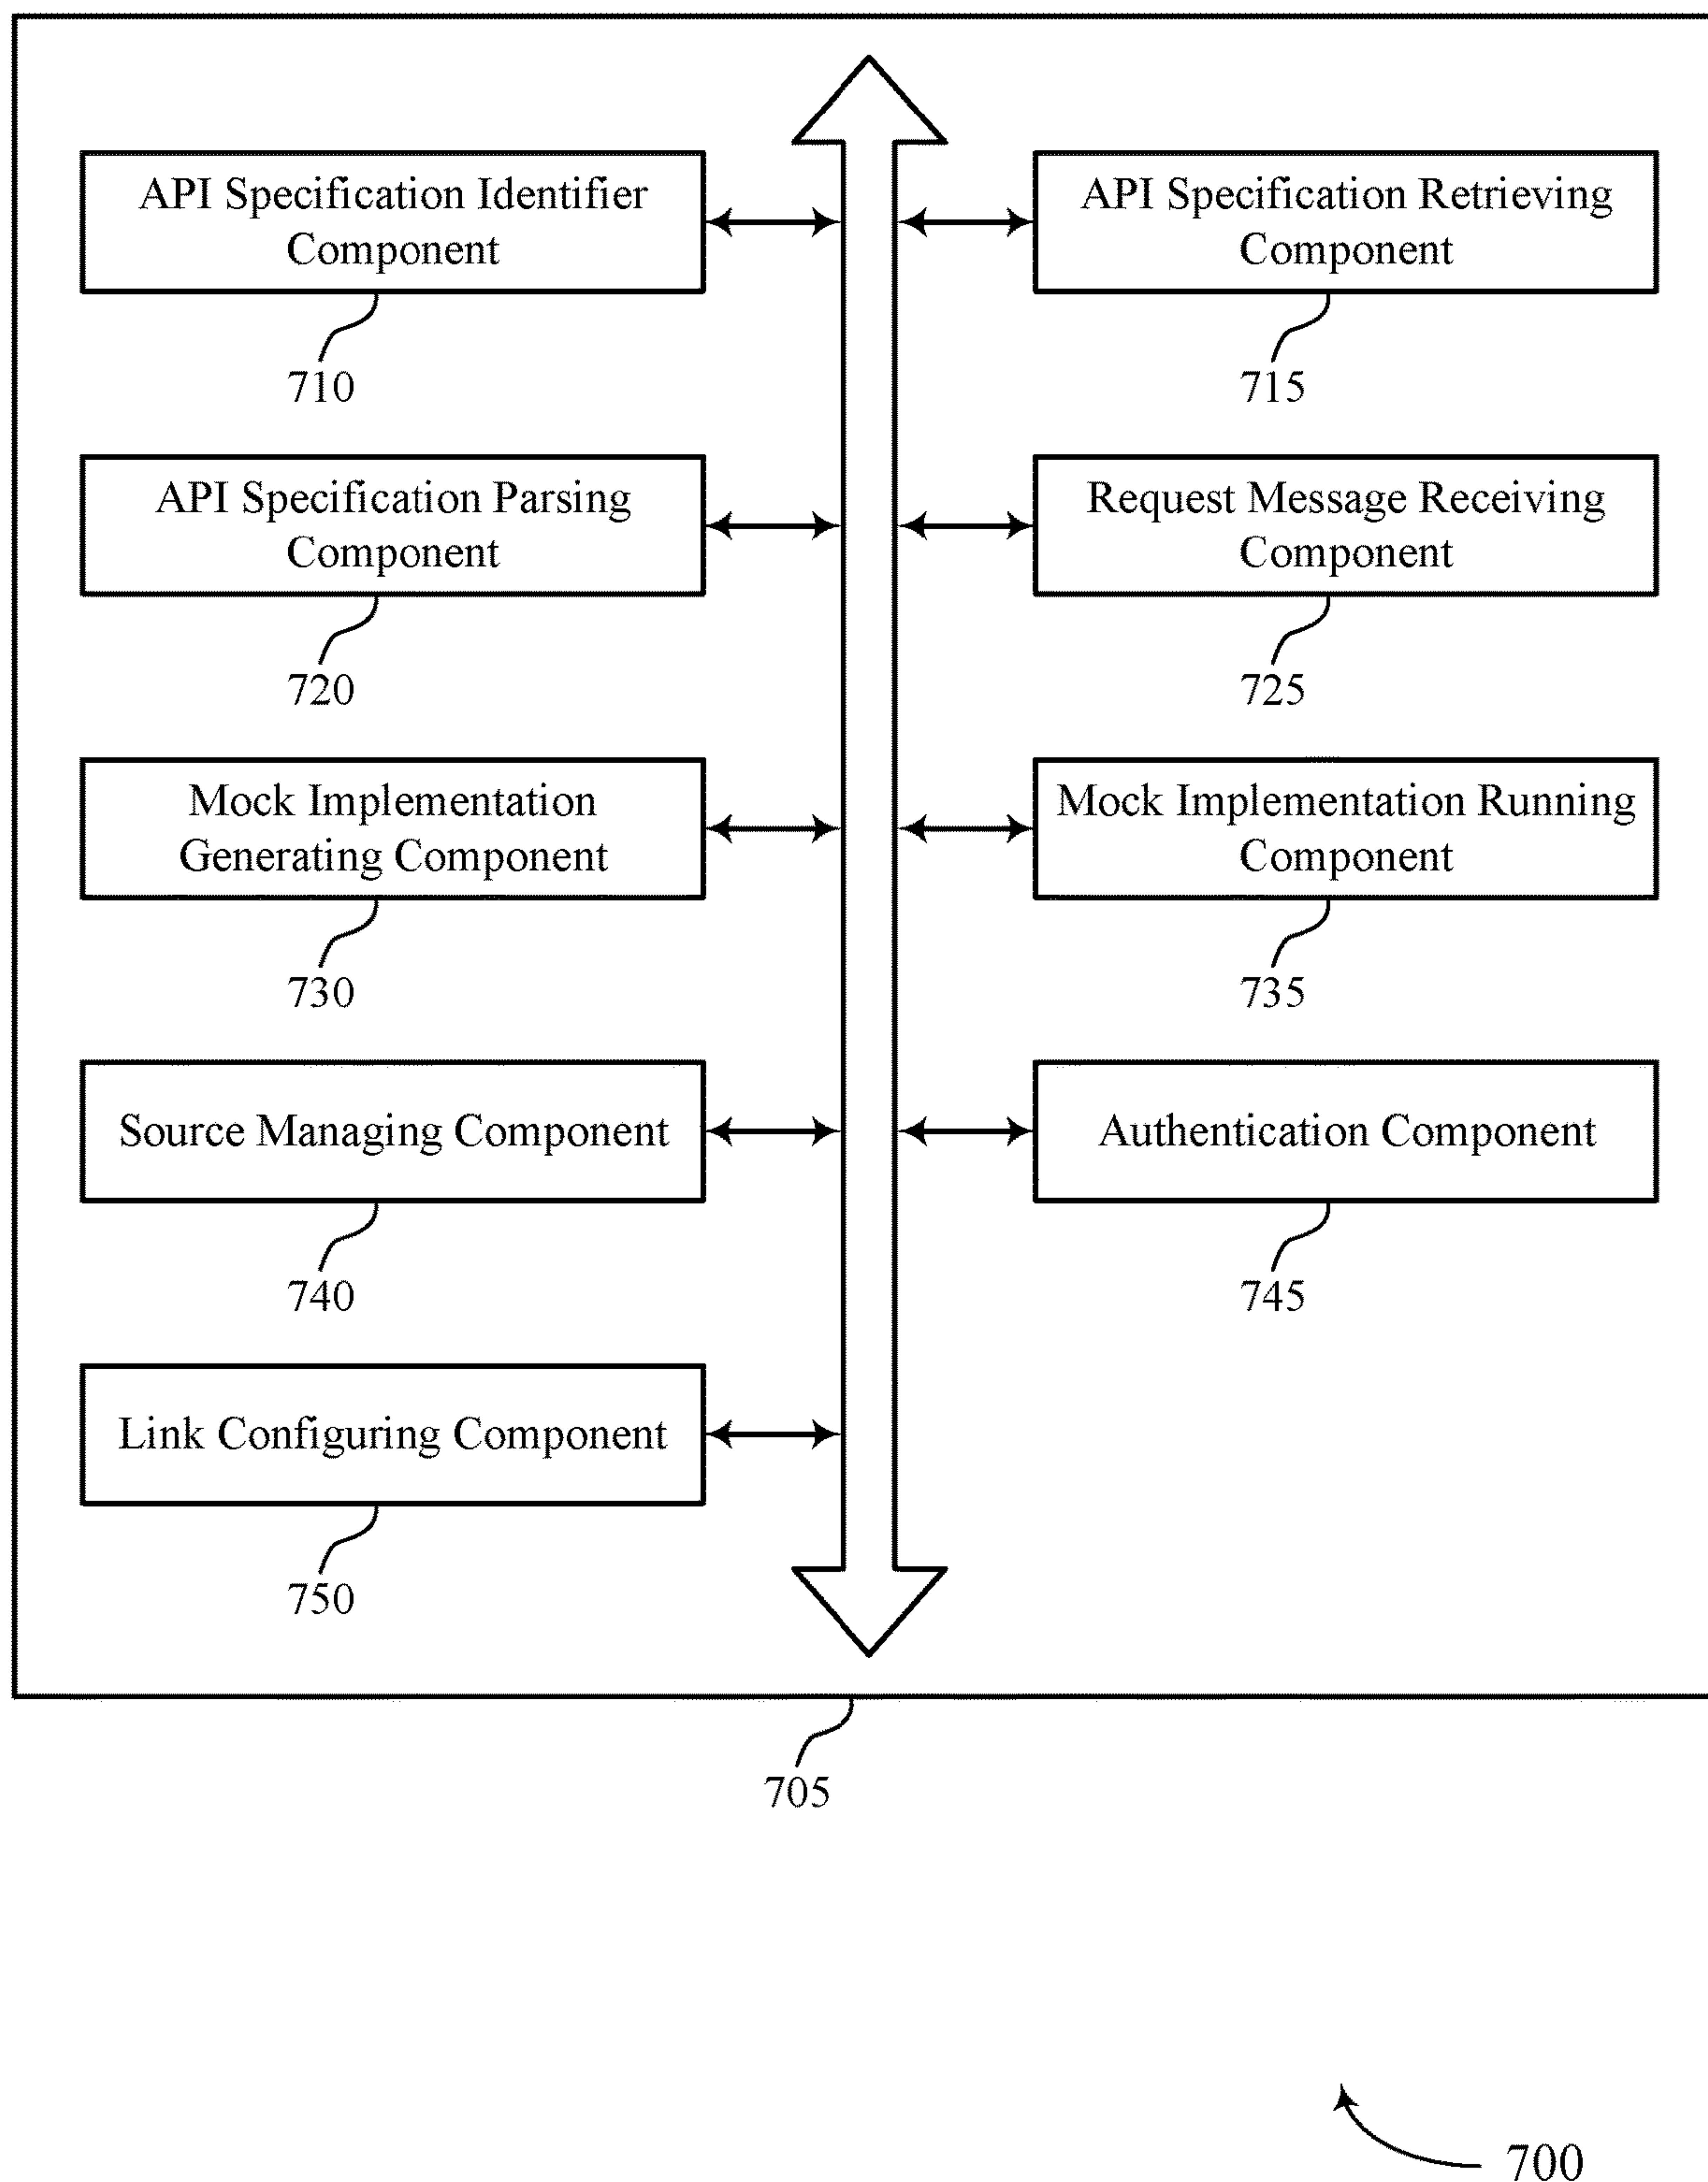 API Specification Identifier
Component
710
API Specification Retrieving
Component
715
API Specification Parsing
Component
720
Request Message Receiving
Component
725
Mock Implementation
Generating Component
730
Mock Implementation Running
Component
735
Source Managing Component
740
Authentication Component
745
Link Configuring Component
750
705
700